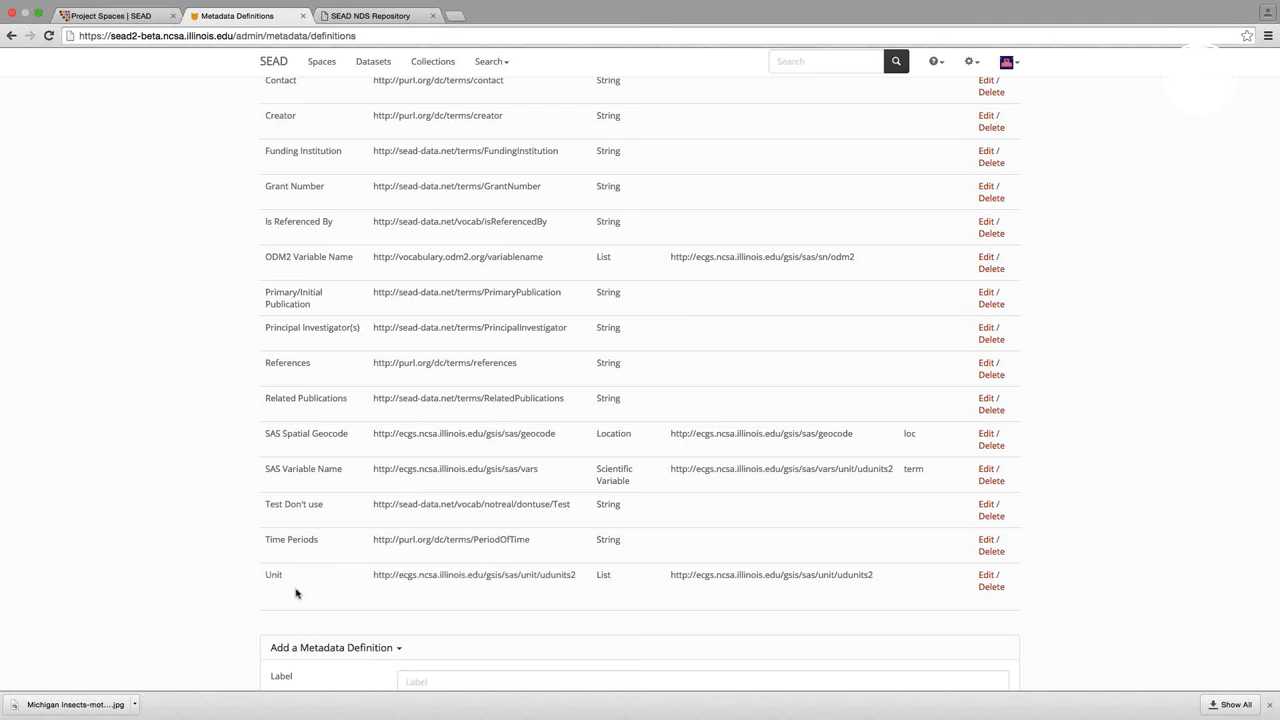 Project Spaces | SEAD
Metadata Definitions
SEAD NDS Repository
https://sead2-beta.ncsa.illinois.edu/admin/metadata/definitions
SEAD Spaces Datasets Collections Search Search
Contact http://purl.org/dc/terms/contact String Edit /
Delete
Creator http://purl.org/dc/terms/creator String Edit /
Delete
Funding Institution http://sead-data.net/terms/FundingInstitution String Edit /
Delete
Grant Number http://sead-data.net/terms/GrantNumber String Edit /
Delete
Is Referenced By http://sead-data.net/vocab/isReferencedBy String Edit /
Delete
ODM2 Variable Name http://vocabulary.odm2.org/variablename List http://ecgs.ncsa.illinois.edu/gsis/sas/sn/odm2 Edit /
Delete
Primary/Initial http://sead-data.net/terms/PrimaryPublication String Edit /
Publication Delete
Principal Investigator(s) http://sead-data.net/terms/PrincipalInvestigator String Edit /
Delete
References http://purl.org/dc/terms/references String Edit /
Delete
Related Publications http://sead-data.net/terms/RelatedPublications String Edit /
Delete
SAS Spatial Geocode http://ecgs.ncsa.illinois.edu/gsis/sas/geocode Location http://ecgs.ncsa.illinois.edu/gsis/sas/geocode loc Edit /
Delete
SAS Variable Name http://ecgs.ncsa.illinois.edu/gsis/sas/vars Scientific http://ecgs.ncsa.illinois.edu/gsis/sas/vars/unit/udunits2 term Edit /
Variable Delete
Test Don't use http://sead-data.net/vocab/notreal/dontuse/Test String Edit /
Delete
Time Periods http://purl.org/dc/terms/PeriodOfTime String Edit /
Delete
Unit http://ecgs.ncsa.illinois.edu/gsis/sas/unit/udunits2 List http://ecgs.ncsa.illinois.edu/gsis/sas/unit/udunits2 Edit /
Delete
Add a Metadata Definition
Label Label
Michigan Insects-mot....jpg Show All